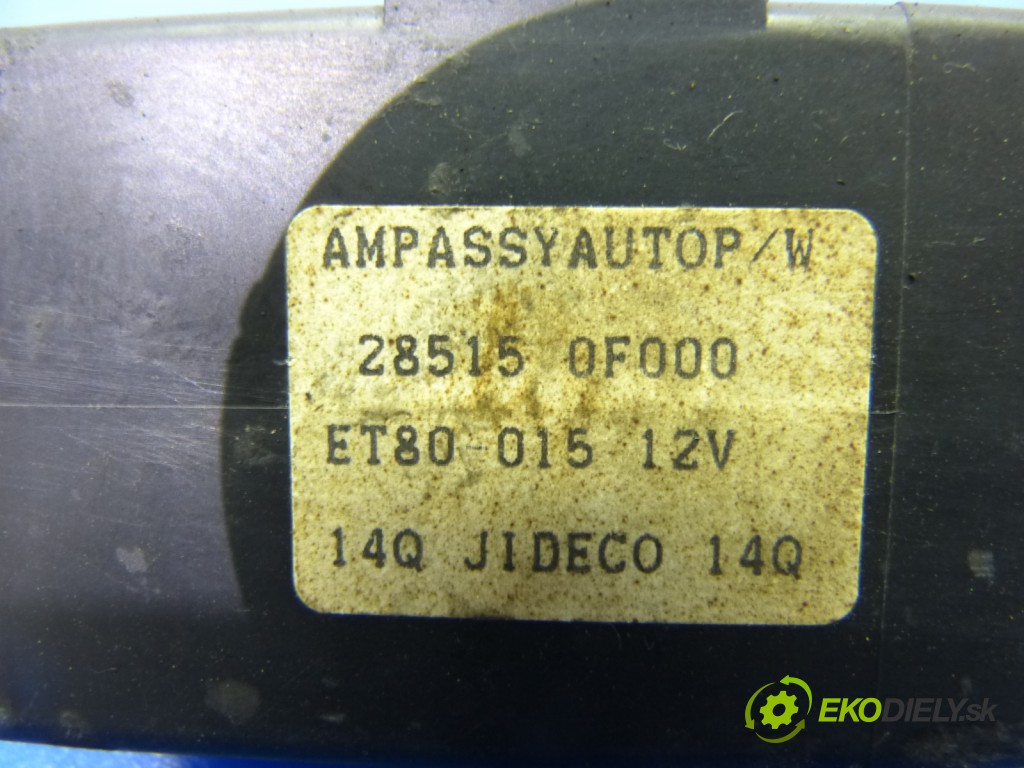 AMPASSYAUTOP/W
28515 0F000
ET80-015 12V
14Q JIDECO 14Q
EKODIELY.sk